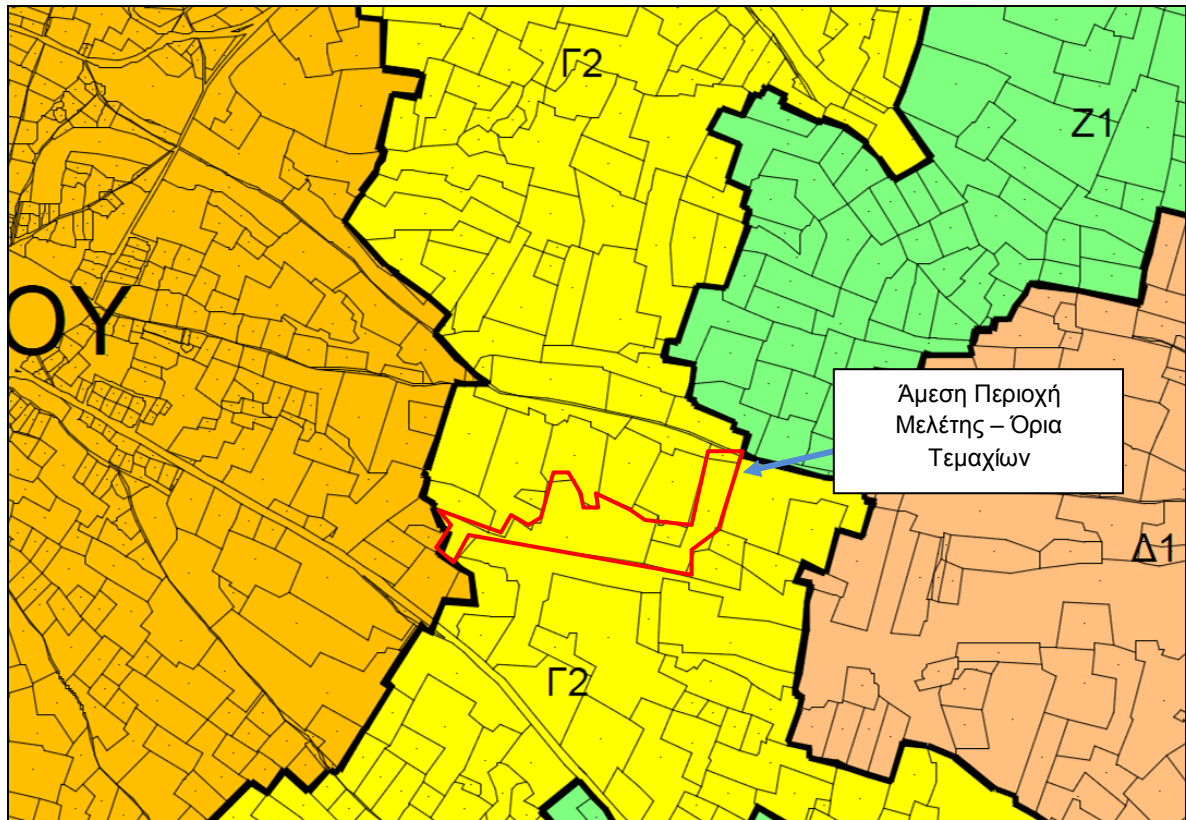 Γ2
Ζ1
ΟΥ
Άμεση Περιοχή
Μελέτης – Όρια
Τεμαχίων
Δ1
Γ2